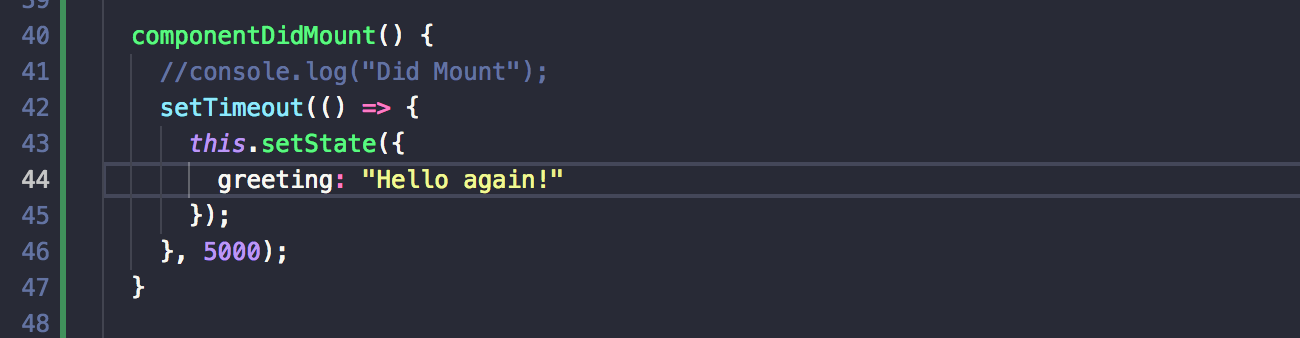 39
40 componentDidMount() {
41 //console.log("Did Mount");
42 setTimeout(() => {
43 this.setState({
44 greeting: "Hello again!"
45 });
46 }, 5000);
47 }
48